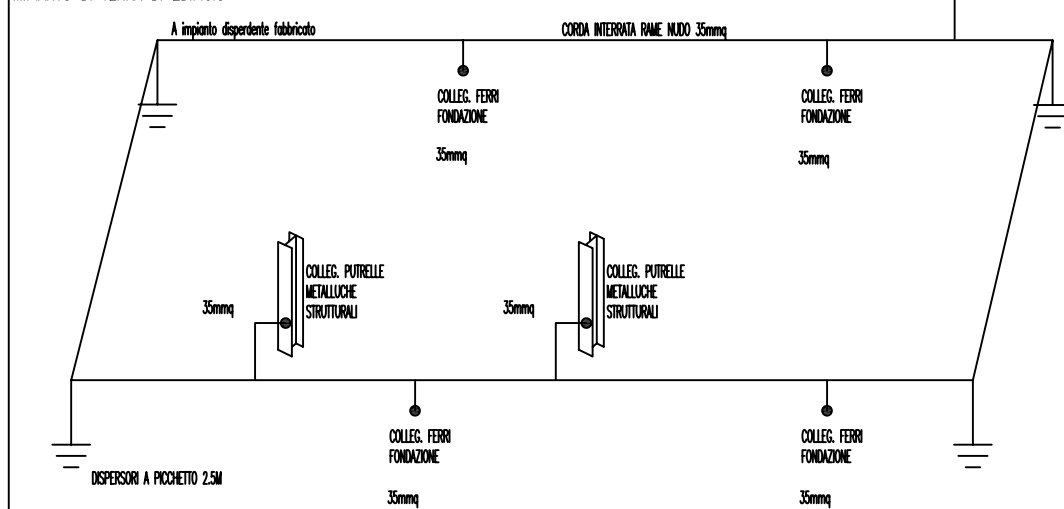 A impianto disperdente fabbricato
CORDA INTERRATA RAME NUDO 35mmq
COLLEG. FERRI
FONDAZIONE
35mmq
COLLEG. FERRI
FONDAZIONE
35mmq
COLLEG. PUTRELLE
METALLUCHE
STRUTTURALI
35mmq
COLLEG. PUTRELLE
METALLUCHE
STRUTTURALI
35mmq
COLLEG. FERRI
FONDAZIONE
35mmq
COLLEG. FERRI
FONDAZIONE
35mmq
DISPERSORI A PICCHETTO 2.5M